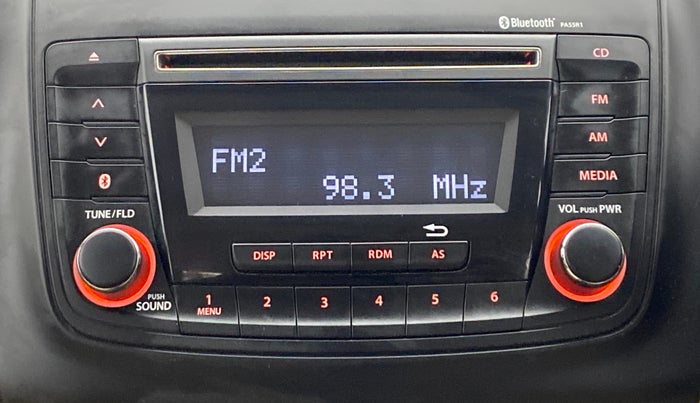 Bluetooth PASSR1
CD
FM
AM
MEDIA
TUNE/FLD
VOL PUSH PWR
FM2
98.3 MHz
DISP RPT RDM AS
PUSH
SOUND
1 2 3 4 5 6
MENU